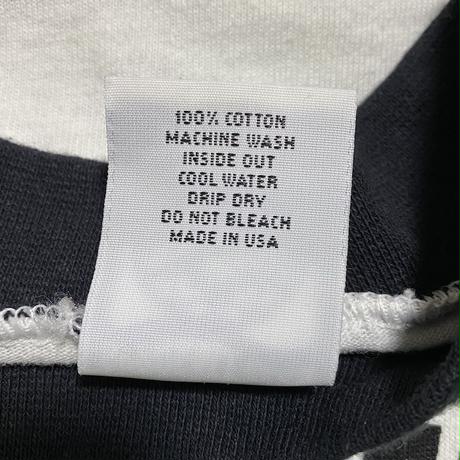 100% COTTON
MACHINE WASH
INSIDE OUT
COOL WATER
DRIP DRY
DO NOT BLEACH
MADE IN USA